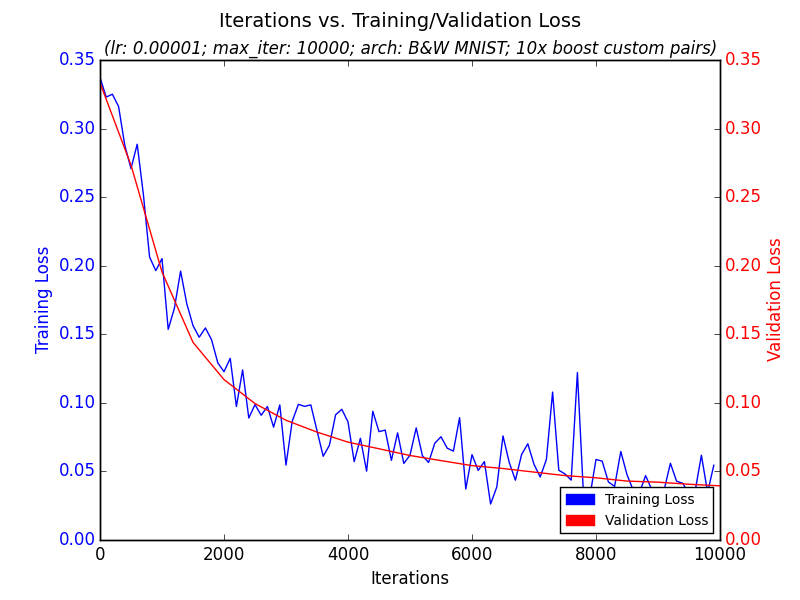 Iterations vs. Training/Validation Loss
(lr: 0.00001; max_iter: 10000; arch: B&W MNIST; 10x boost custom pairs)
0.35
0.30
0.25
0.20
0.15
0.10
0.05
0.00
Training Loss
0.35
0.30
0.25
0.20
0.15
0.10
0.05
0.00
Validation Loss
Training Loss
Validation Loss
0 2000 4000 6000 8000 10000
Iterations